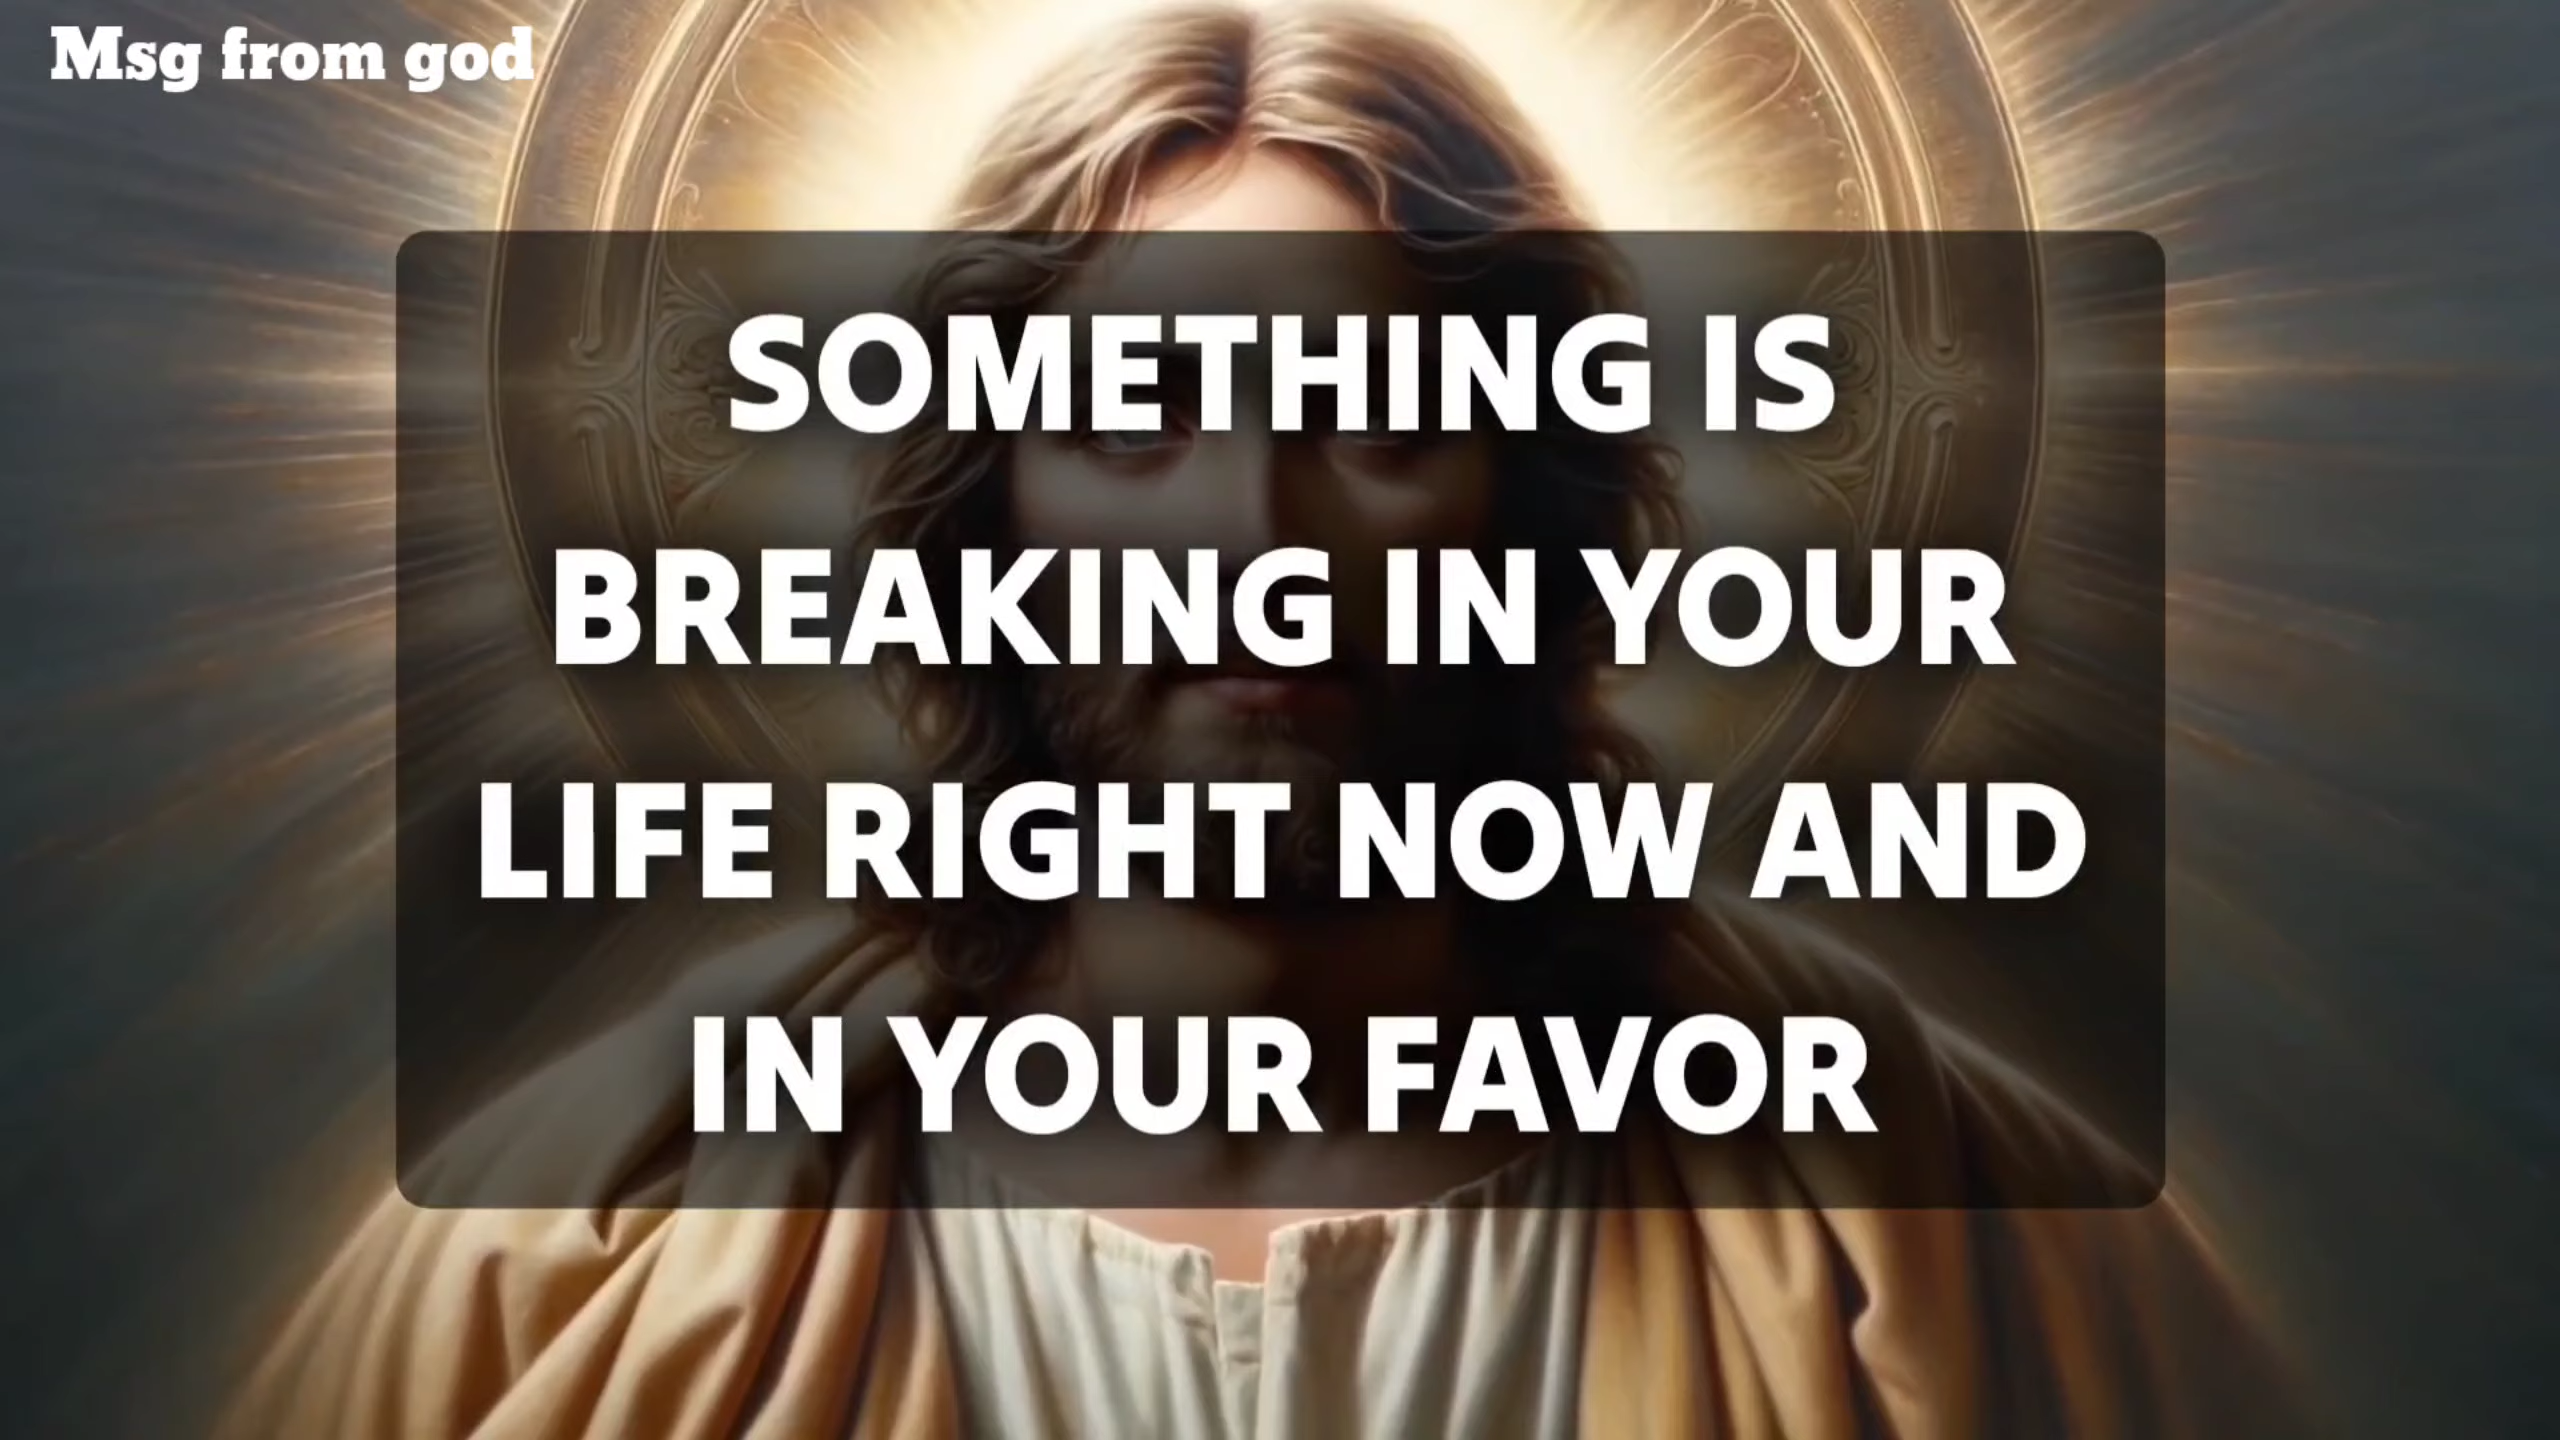 Msg from god
SOMETHING IS
BREAKING IN YOUR
LIFE RIGHT NOW AND
IN YOUR FAVOR